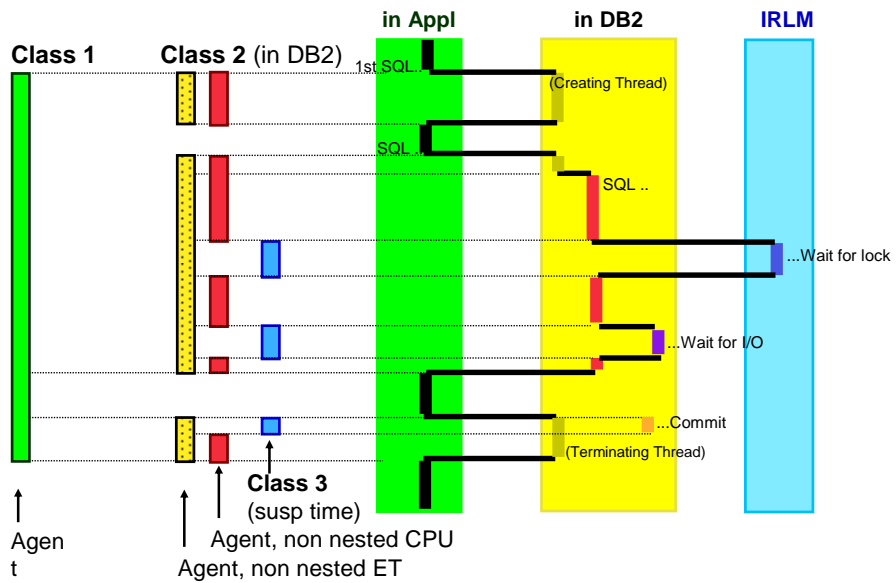 in Appl
in DB2
IRLM
Class 1
Class 2 (in DB2)
1st SQL..
(Creating Thread)
SQL ..
SQL ..
...Wait for lock
...Wait for I/O
...Commit
(Terminating Thread)
Class 3
(susp time)
Agen
t
Agent, non nested CPU
Agent, non nested ET